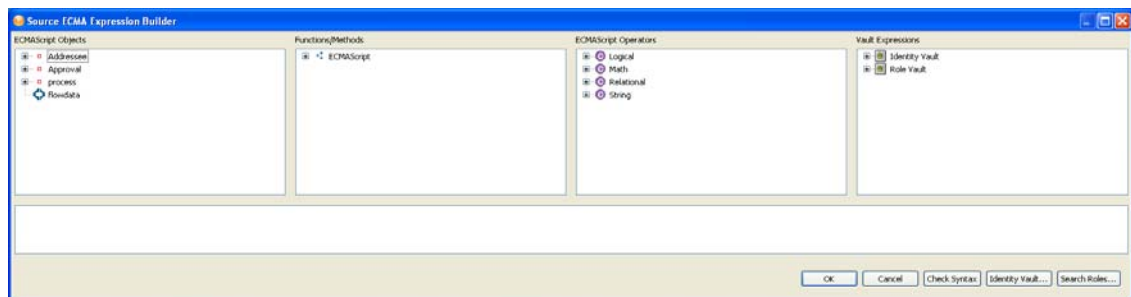 Source ECMA Expression Builder
ECMAScript Objects
Functions/Methods
ECMAScript Operators
Vault Expressions
Addressee
Approval
process
flowdata
ECMAScript
Logical
Math
Relational
String
Identity Vault
Role Vault
OK
Cancel
Check Syntax
Identity Vault...
Search Roles...